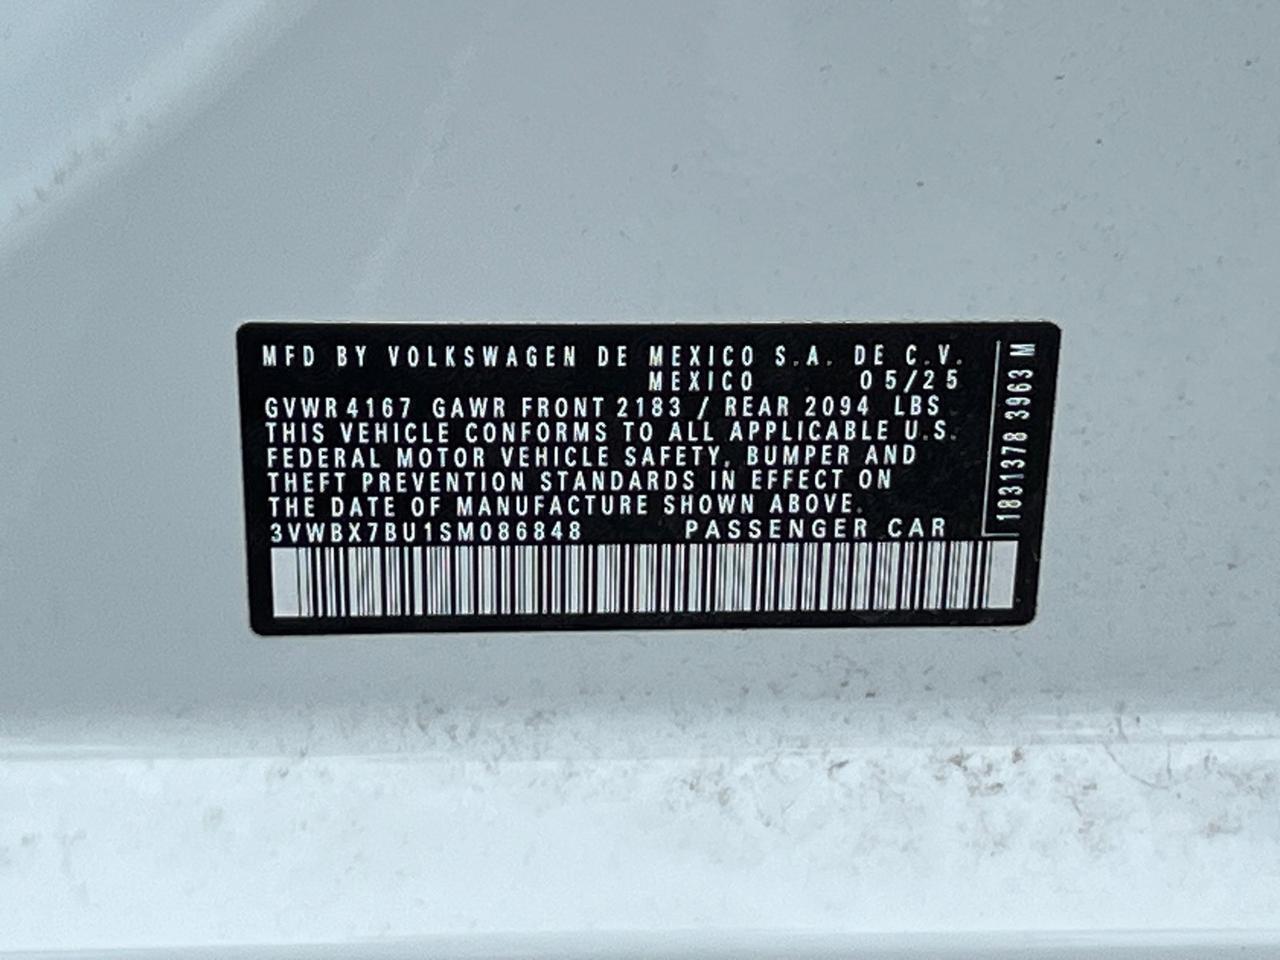 MFD BY VOLKSWAGEN DE MEXICO S.A. DE C.V.
MEXICO 05/25
GVWR 4167 GAWR FRONT 2183 / REAR 2094 LBS
THIS VEHICLE CONFORMS TO ALL APPLICABLE U.S.
FEDERAL MOTOR VEHICLE SAFETY, BUMPER AND
THEFT PREVENTION STANDARDS IN EFFECT ON
THE DATE OF MANUFACTURE SHOWN ABOVE.
3VWBX7BU1SM086848 PASSENGER CAR
1831378 3963 M